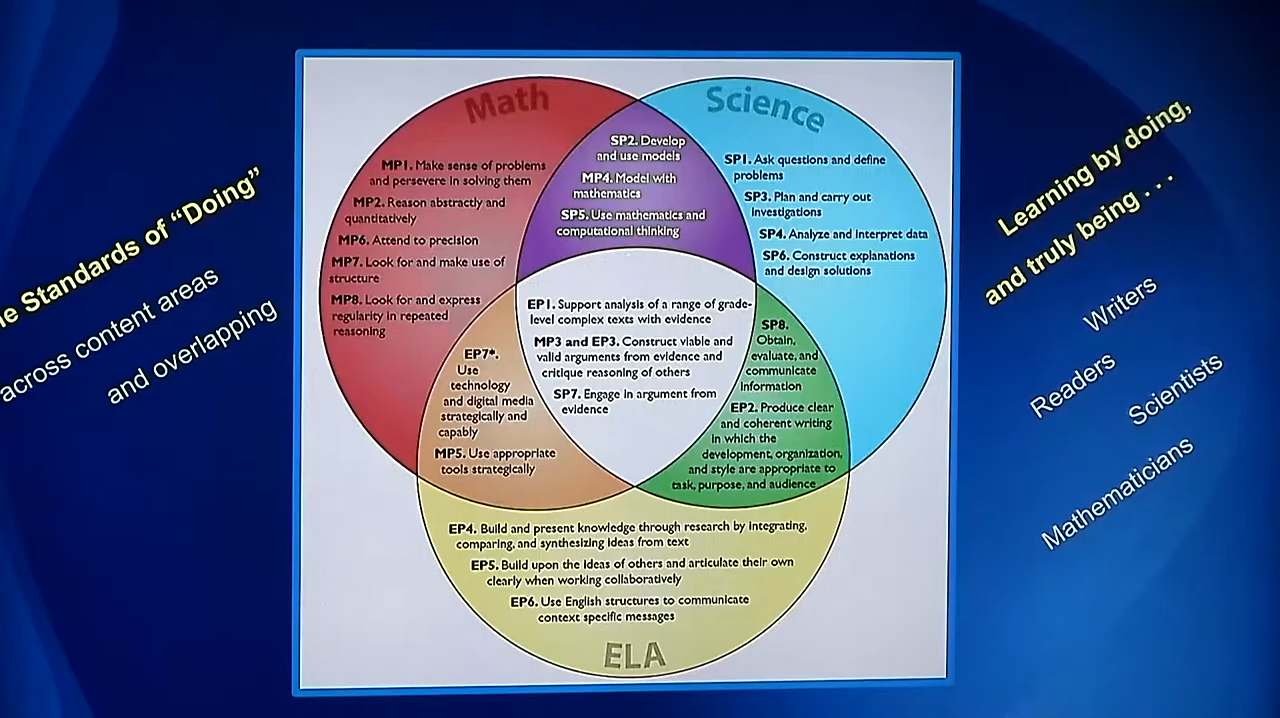 e Standards of “Doing”
across content areas
and overlapping
Math
MP1. Make sense of problems
and persevere in solving them
MP2. Reason abstractly and
quantitatively
MP6. Attend to precision
MP7. Look for and make use of
structure
MP8. Look for and express
regularity in repeated
reasoning
SP2. Develop
and use models
MP4. Model with
mathematics
SP5. Use mathematics and
computational thinking
Science
SP1. Ask questions and define
problems
SP3. Plan and carry out
investigations
SP4. Analyze and interpret data
SP6. Construct explanations
and design solutions
EP1. Support analysis of a range of grade-
level complex texts with evidence
MP3 and EP3. Construct viable and
valid arguments from evidence and
critique reasoning of others
SP7. Engage in argument from
evidence
EP7*.
Use
technology
and digital media
strategically and
capably
MP5. Use appropriate
tools strategically
SP8.
Obtain,
evaluate, and
communicate
information
EP2. Produce clear
and coherent writing
in which the
development, organization,
and style are appropriate to
task, purpose, and audience
EP4. Build and present knowledge through research by integrating,
comparing, and synthesizing ideas from text
EP5. Build upon the ideas of others and articulate their own
clearly when working collaboratively
EP6. Use English structures to communicate
context specific messages
ELA
Learning by doing,
and truly being . . .
Writers
Readers
Scientists
Mathematicians